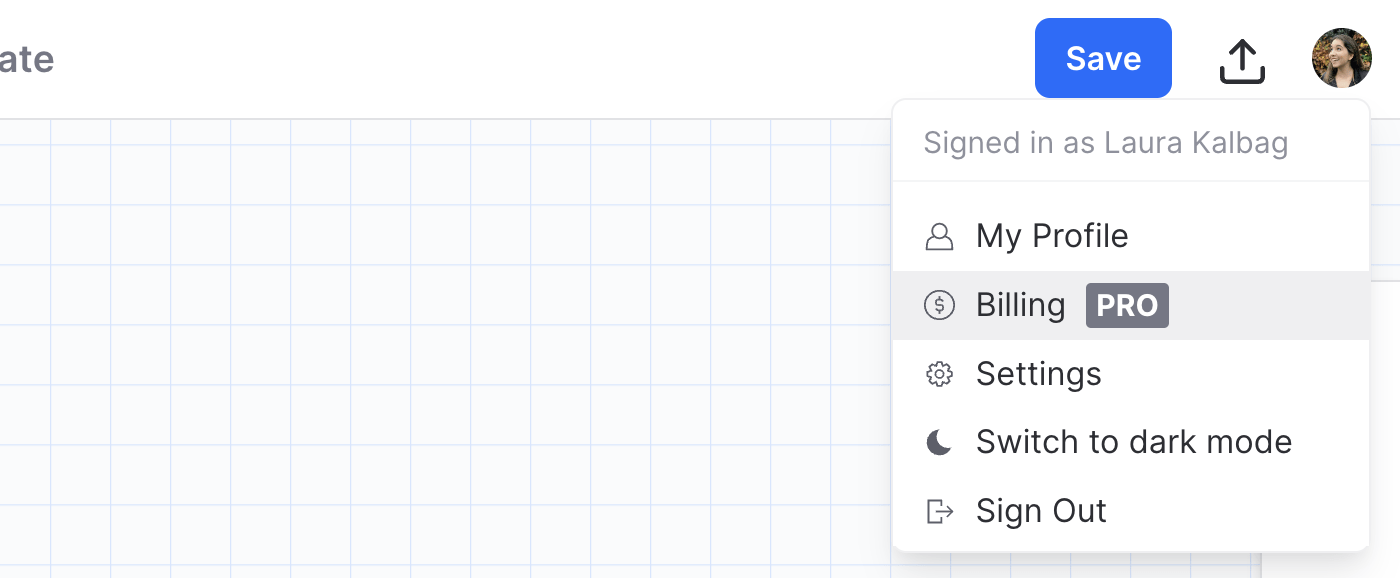 ate
Save
Signed in as Laura Kalbag
My Profile
Billing PRO
Settings
Switch to dark mode
Sign Out